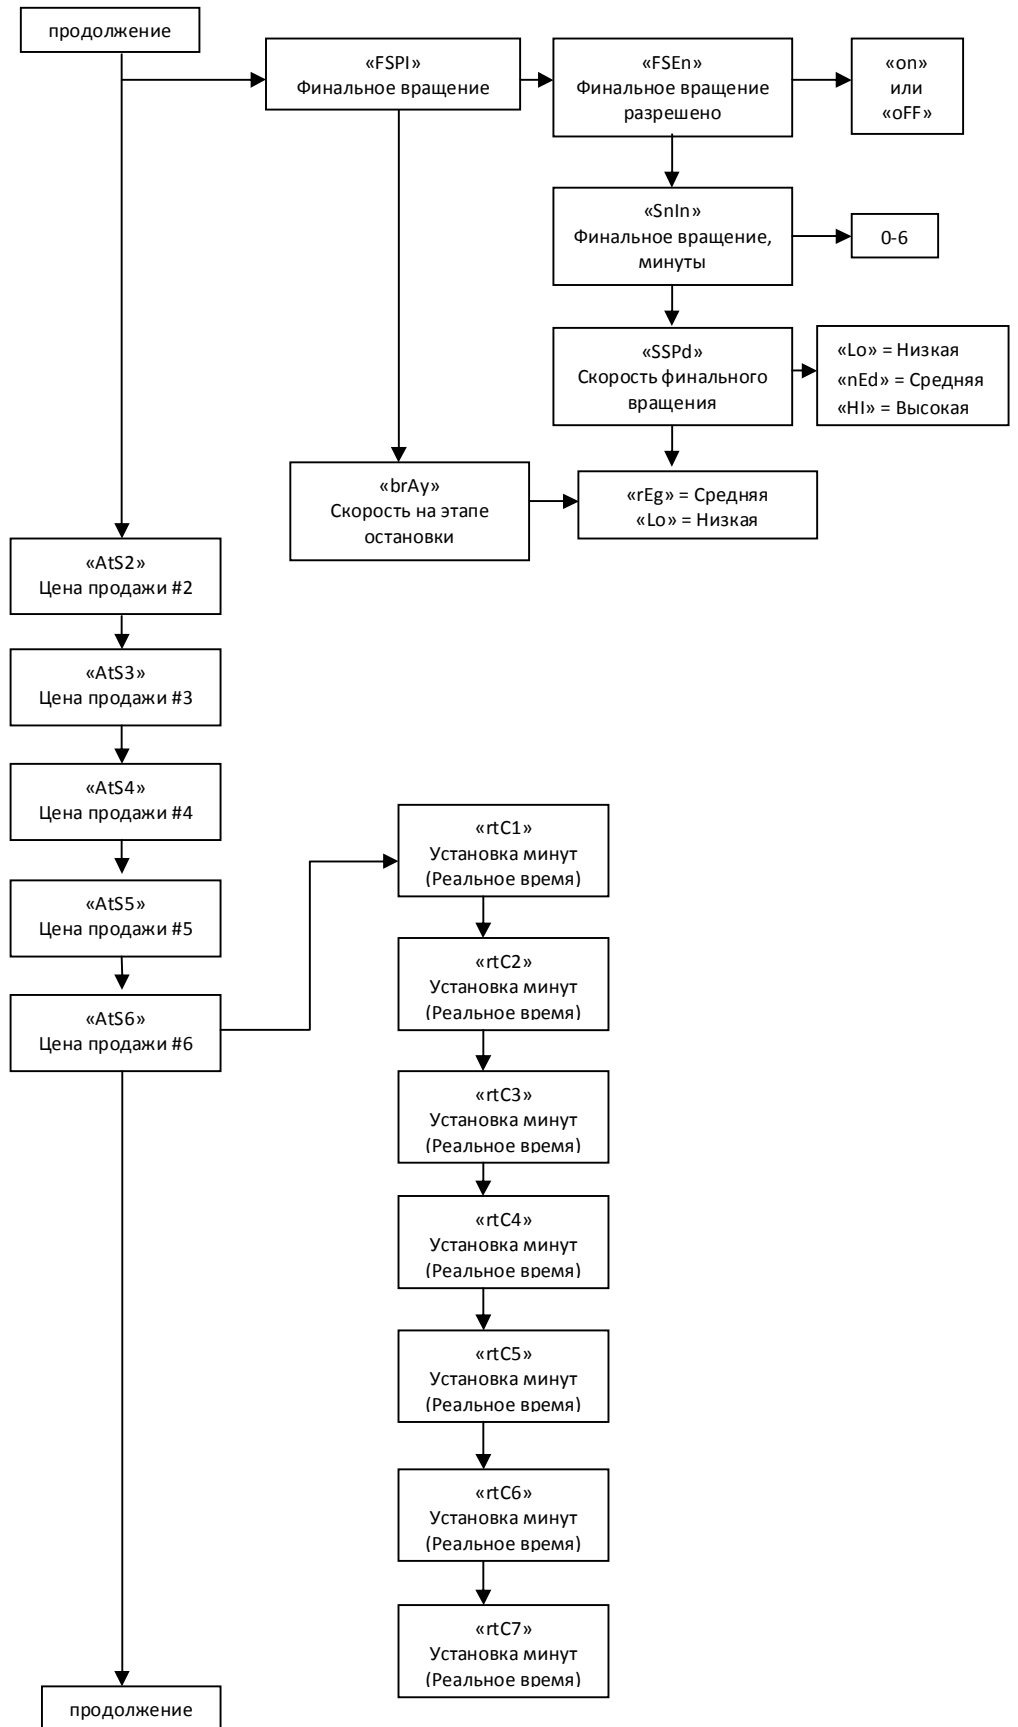 продолжение
«FSPI»
Финальное вращение
«FSEn»
Финальное вращение
разрешено
«on»
или
«oFF»
«SnIn»
Финальное вращение,
минуты
0-6
«SSPd»
Скорость финального
вращения
«Lo» = Низкая
«nEd» = Средняя
«HI» = Высокая
«brAy»
Скорость на этапе
остановки
«rEg» = Средняя
«Lo» = Низкая
«AtS2»
Цена продажи #2
«AtS3»
Цена продажи #3
«AtS4»
Цена продажи #4
«AtS5»
Цена продажи #5
«AtS6»
Цена продажи #6
«rtC1»
Установка минут
(Реальное время)
«rtC2»
Установка минут
(Реальное время)
«rtC3»
Установка минут
(Реальное время)
«rtC4»
Установка минут
(Реальное время)
«rtC5»
Установка минут
(Реальное время)
«rtC6»
Установка минут
(Реальное время)
«rtC7»
Установка минут
(Реальное время)
продолжение